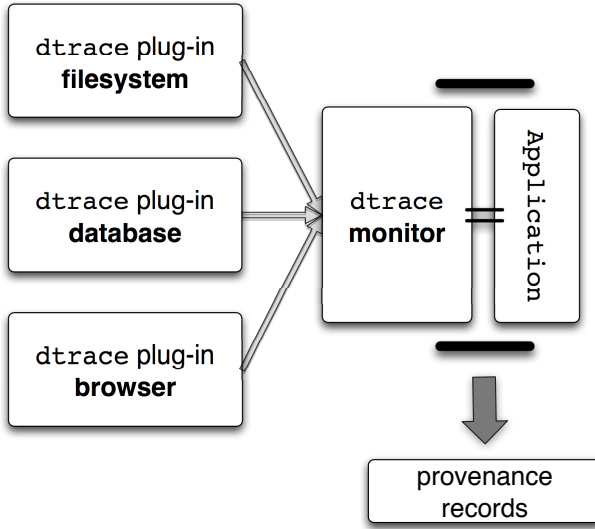 dtrace plug-in
filesystem
dtrace plug-in
database
dtrace plug-in
browser
dtrace
monitor
Application
provenance
records